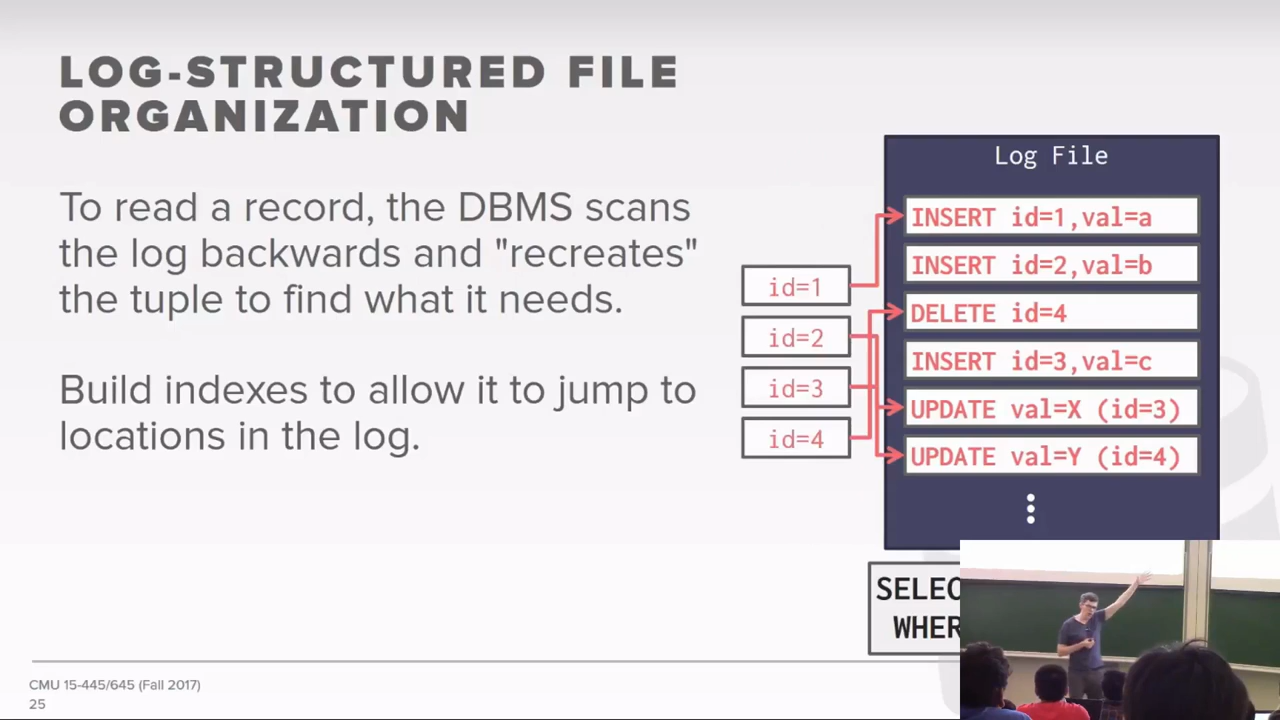 LOG-STRUCTURED FILE
ORGANIZATION
To read a record, the DBMS scans
the log backwards and "recreates"
the tuple to find what it needs.
Build indexes to allow it to jump to
locations in the log.
id=1
id=2
id=3
id=4
Log File
INSERT id=1,val=a
INSERT id=2,val=b
DELETE id=4
INSERT id=3,val=c
UPDATE val=X (id=3)
UPDATE val=Y (id=4)
SELEC
WHER
CMU 15-445/645 (Fall 2017)
25